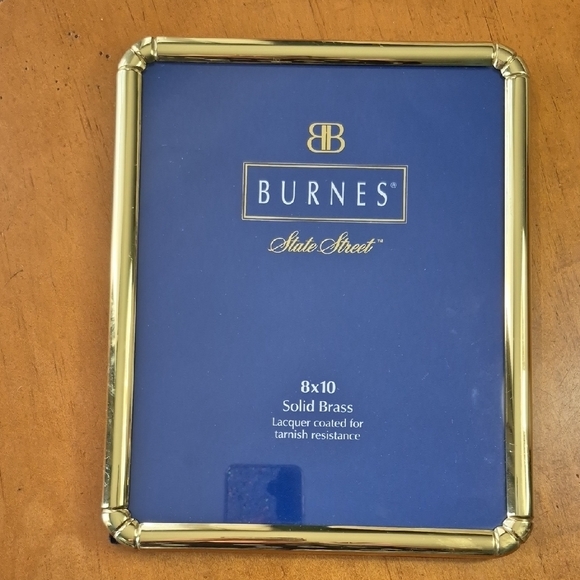 BB
BURNES®
State Street™
8x10
Solid Brass
Lacquer coated for
tarnish resistance